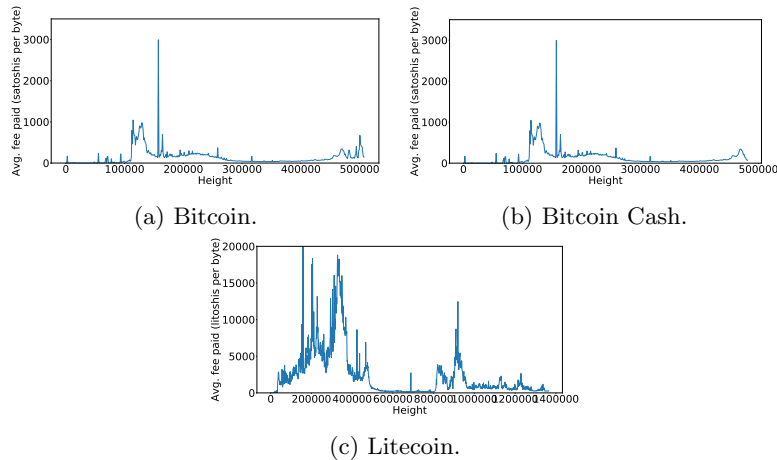 Avg. fee paid (satoshis per byte)
3000
2000
1000
0
0 100000 200000 300000 400000 500000
Height
(a) Bitcoin.
Avg. fee paid (satoshis per byte)
3000
2000
1000
0
0 100000 200000 300000 400000 500000
Height
(b) Bitcoin Cash.
Avg. fee paid (litoshis per byte)
20000
15000
10000
5000
0
0 200000 400000 600000 800000 1000000 1200000 1400000
Height
(c) Litecoin.